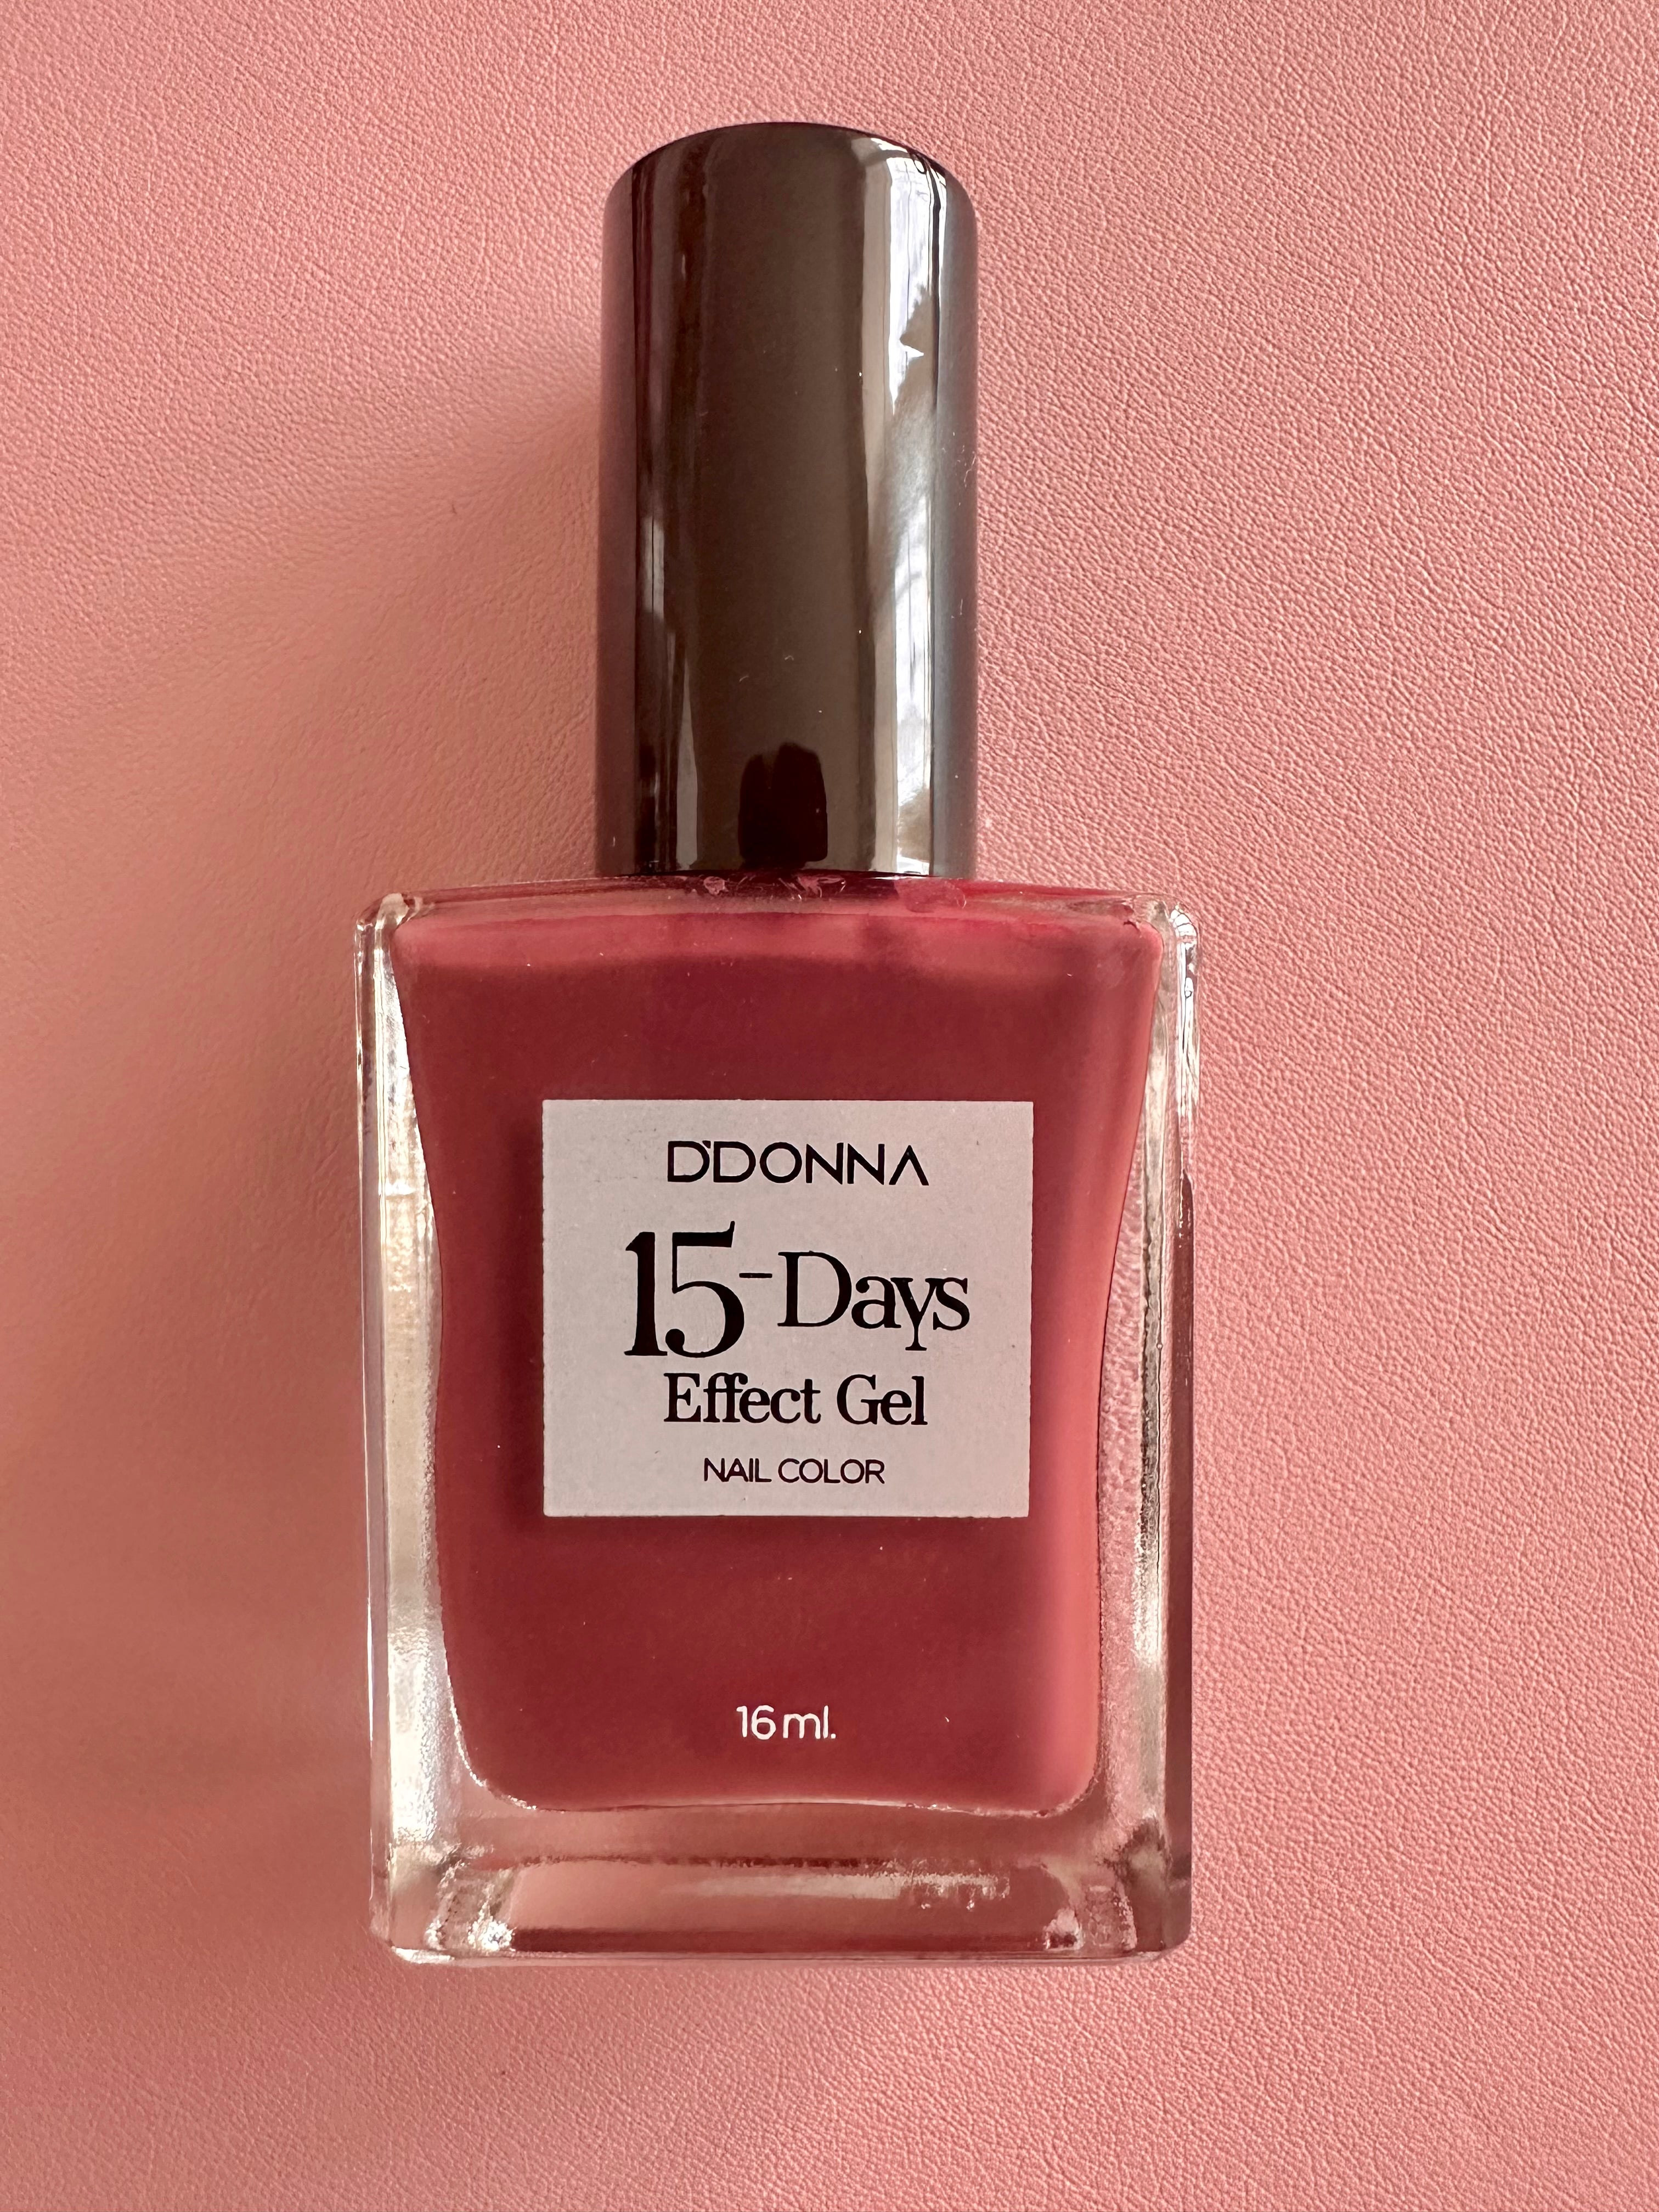 D'DONNA
15-Days
Effect Gel
NAIL COLOR
16 ml.